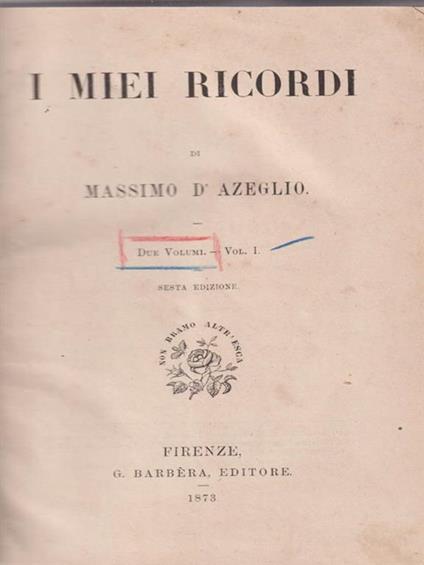 I MIEI RICORDI
DI
MASSIMO D' AZEGLIO.
DUE VOLUMI. — VOL. I.
SESTA EDIZIONE.
NON BRAMO ALTR'ESCA
FIRENZE,
G. BARBÈRA, EDITORE.
1873